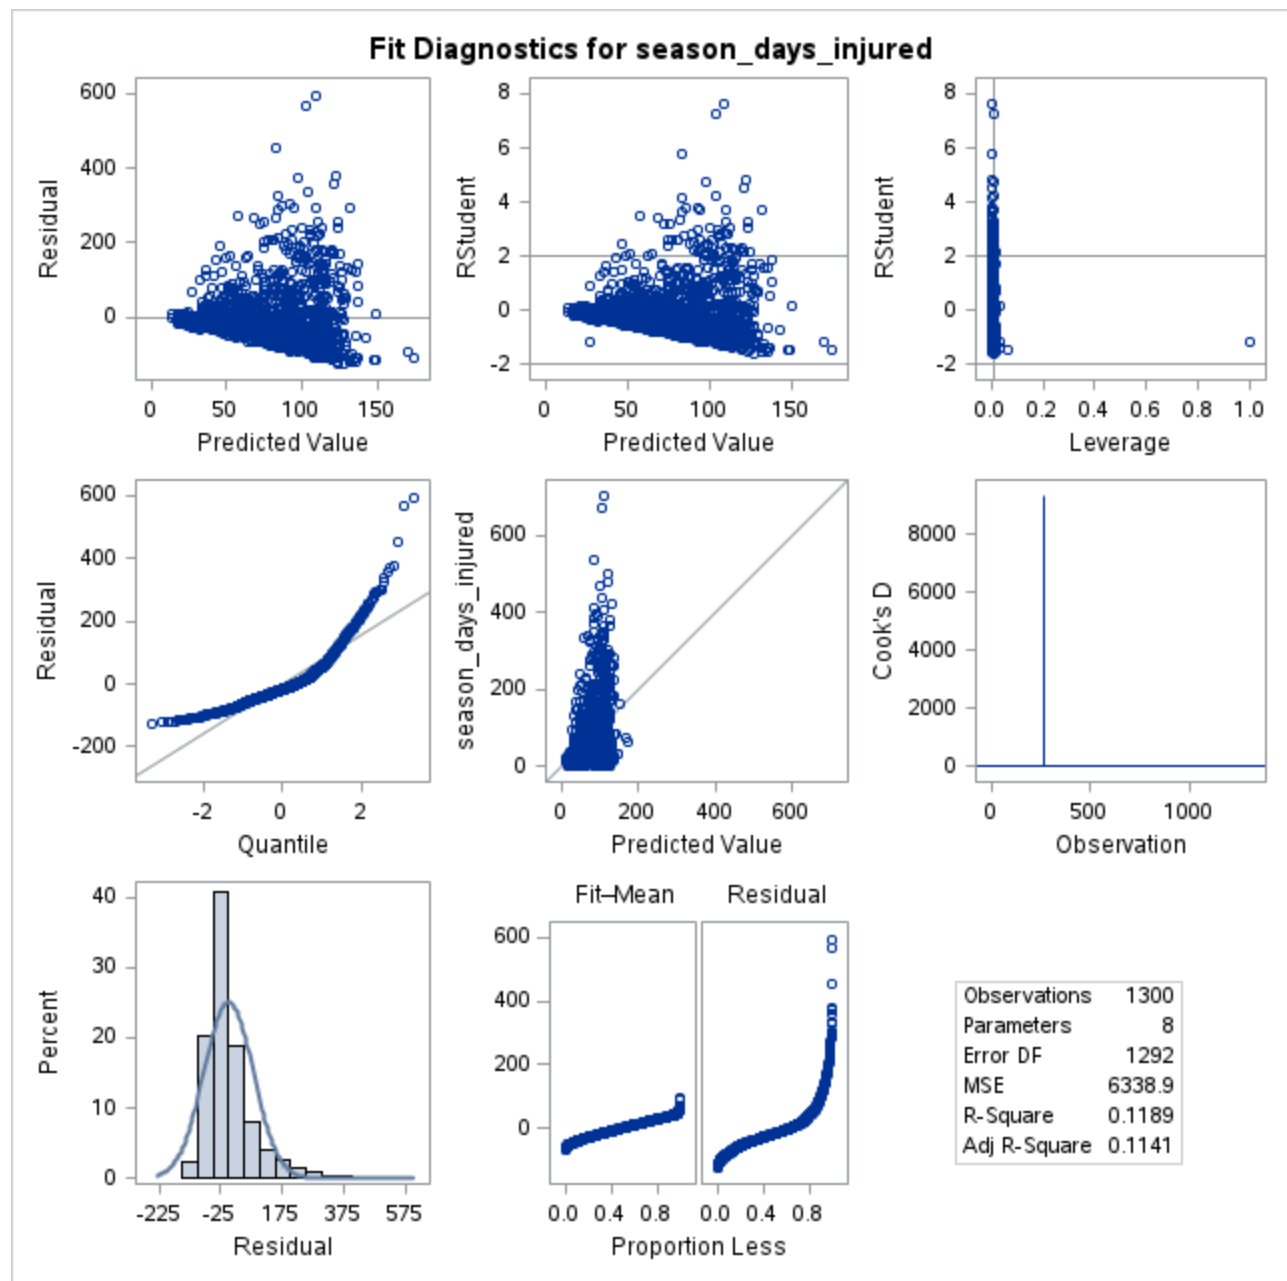 Fit Diagnostics for season_days_injured
600
400
200
0
Residual
0 50 100 150
Predicted Value
8
6
4
2
0
-2
RStudent
0 50 100 150
Predicted Value
8
6
4
2
0
-2
RStudent
0.0 0.2 0.4 0.6 0.8 1.0
Leverage
600
400
200
0
-200
Residual
-2 0 2
Quantile
600
400
200
0
season_days_injured
0 200 400 600
Predicted Value
8000
6000
4000
2000
0
Cook's D
0 500 1000
Observation
40
30
20
10
0
Percent
-225 -25 175 375 575
Residual
Fit–Mean Residual
600
400
200
0
0.0 0.4 0.8 0.0 0.4 0.8
Proportion Less
Observations 1300
Parameters 8
Error DF 1292
MSE 6338.9
R-Square 0.1189
Adj R-Square 0.1141